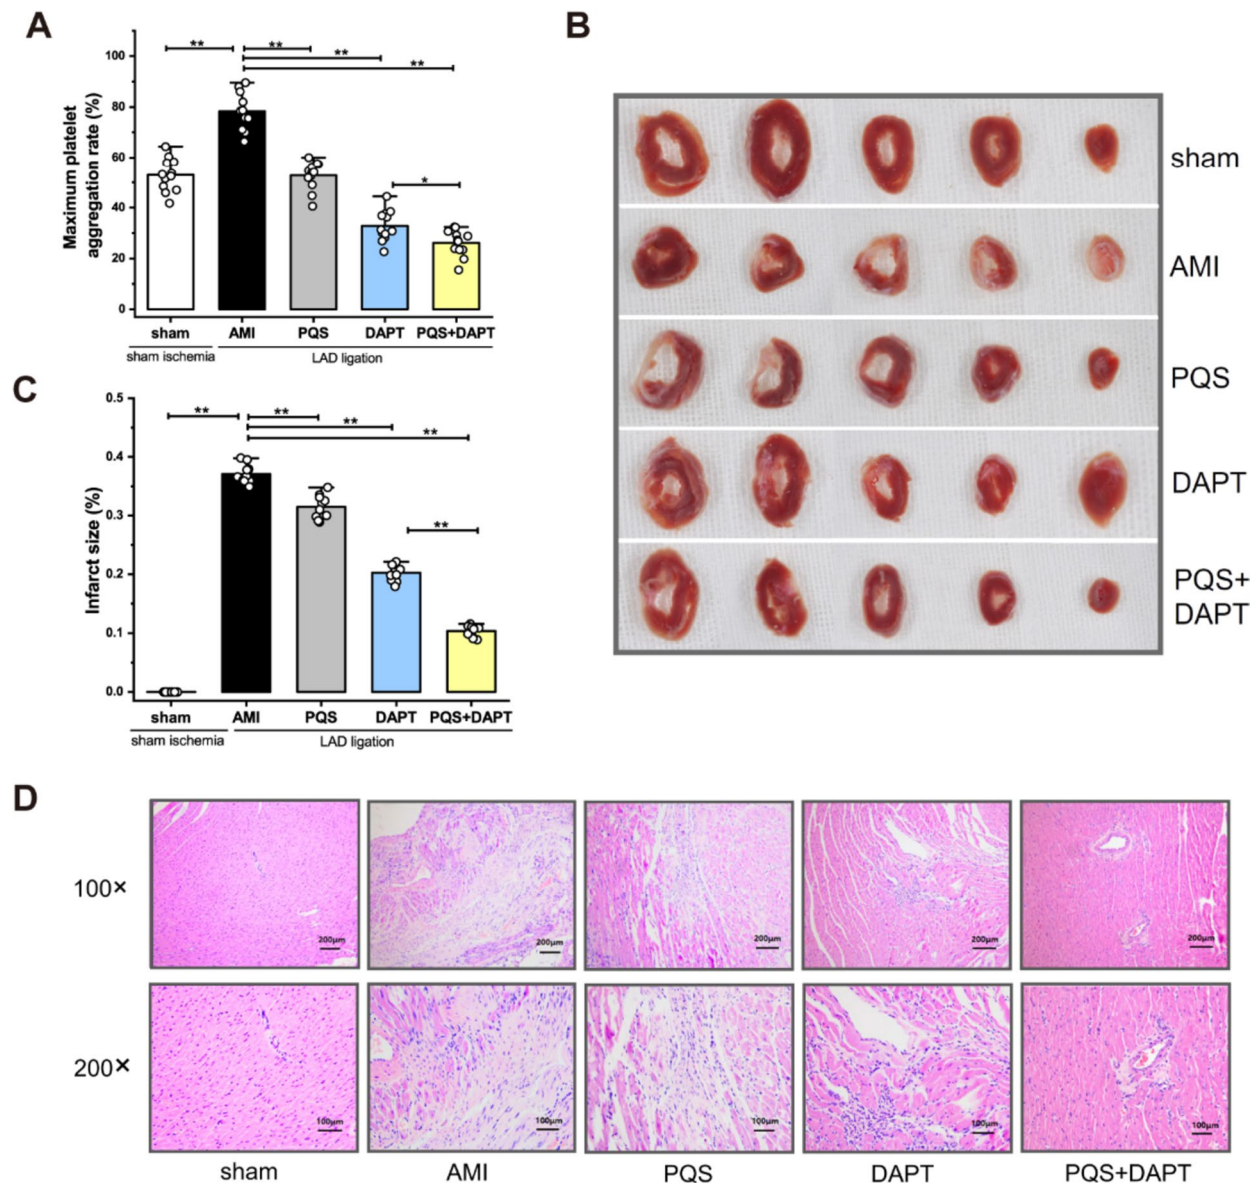 A
Maximum platelet
aggregation rate (%)
100
80
60
40
20
0
**
**
**
**
*
sham
AMI
PQS
DAPT
PQS+DAPT
sham ischemia
LAD ligation
B
sham
AMI
PQS
DAPT
PQS+
DAPT
C
Infarct size (%)
0.5
0.4
0.3
0.2
0.1
0.0
**
**
**
**
**
sham
AMI
PQS
DAPT
PQS+DAPT
sham ischemia
LAD ligation
D
100×
200μm
200μm
200μm
200μm
200μm
200×
100μm
100μm
100μm
100μm
100μm
sham
AMI
PQS
DAPT
PQS+DAPT